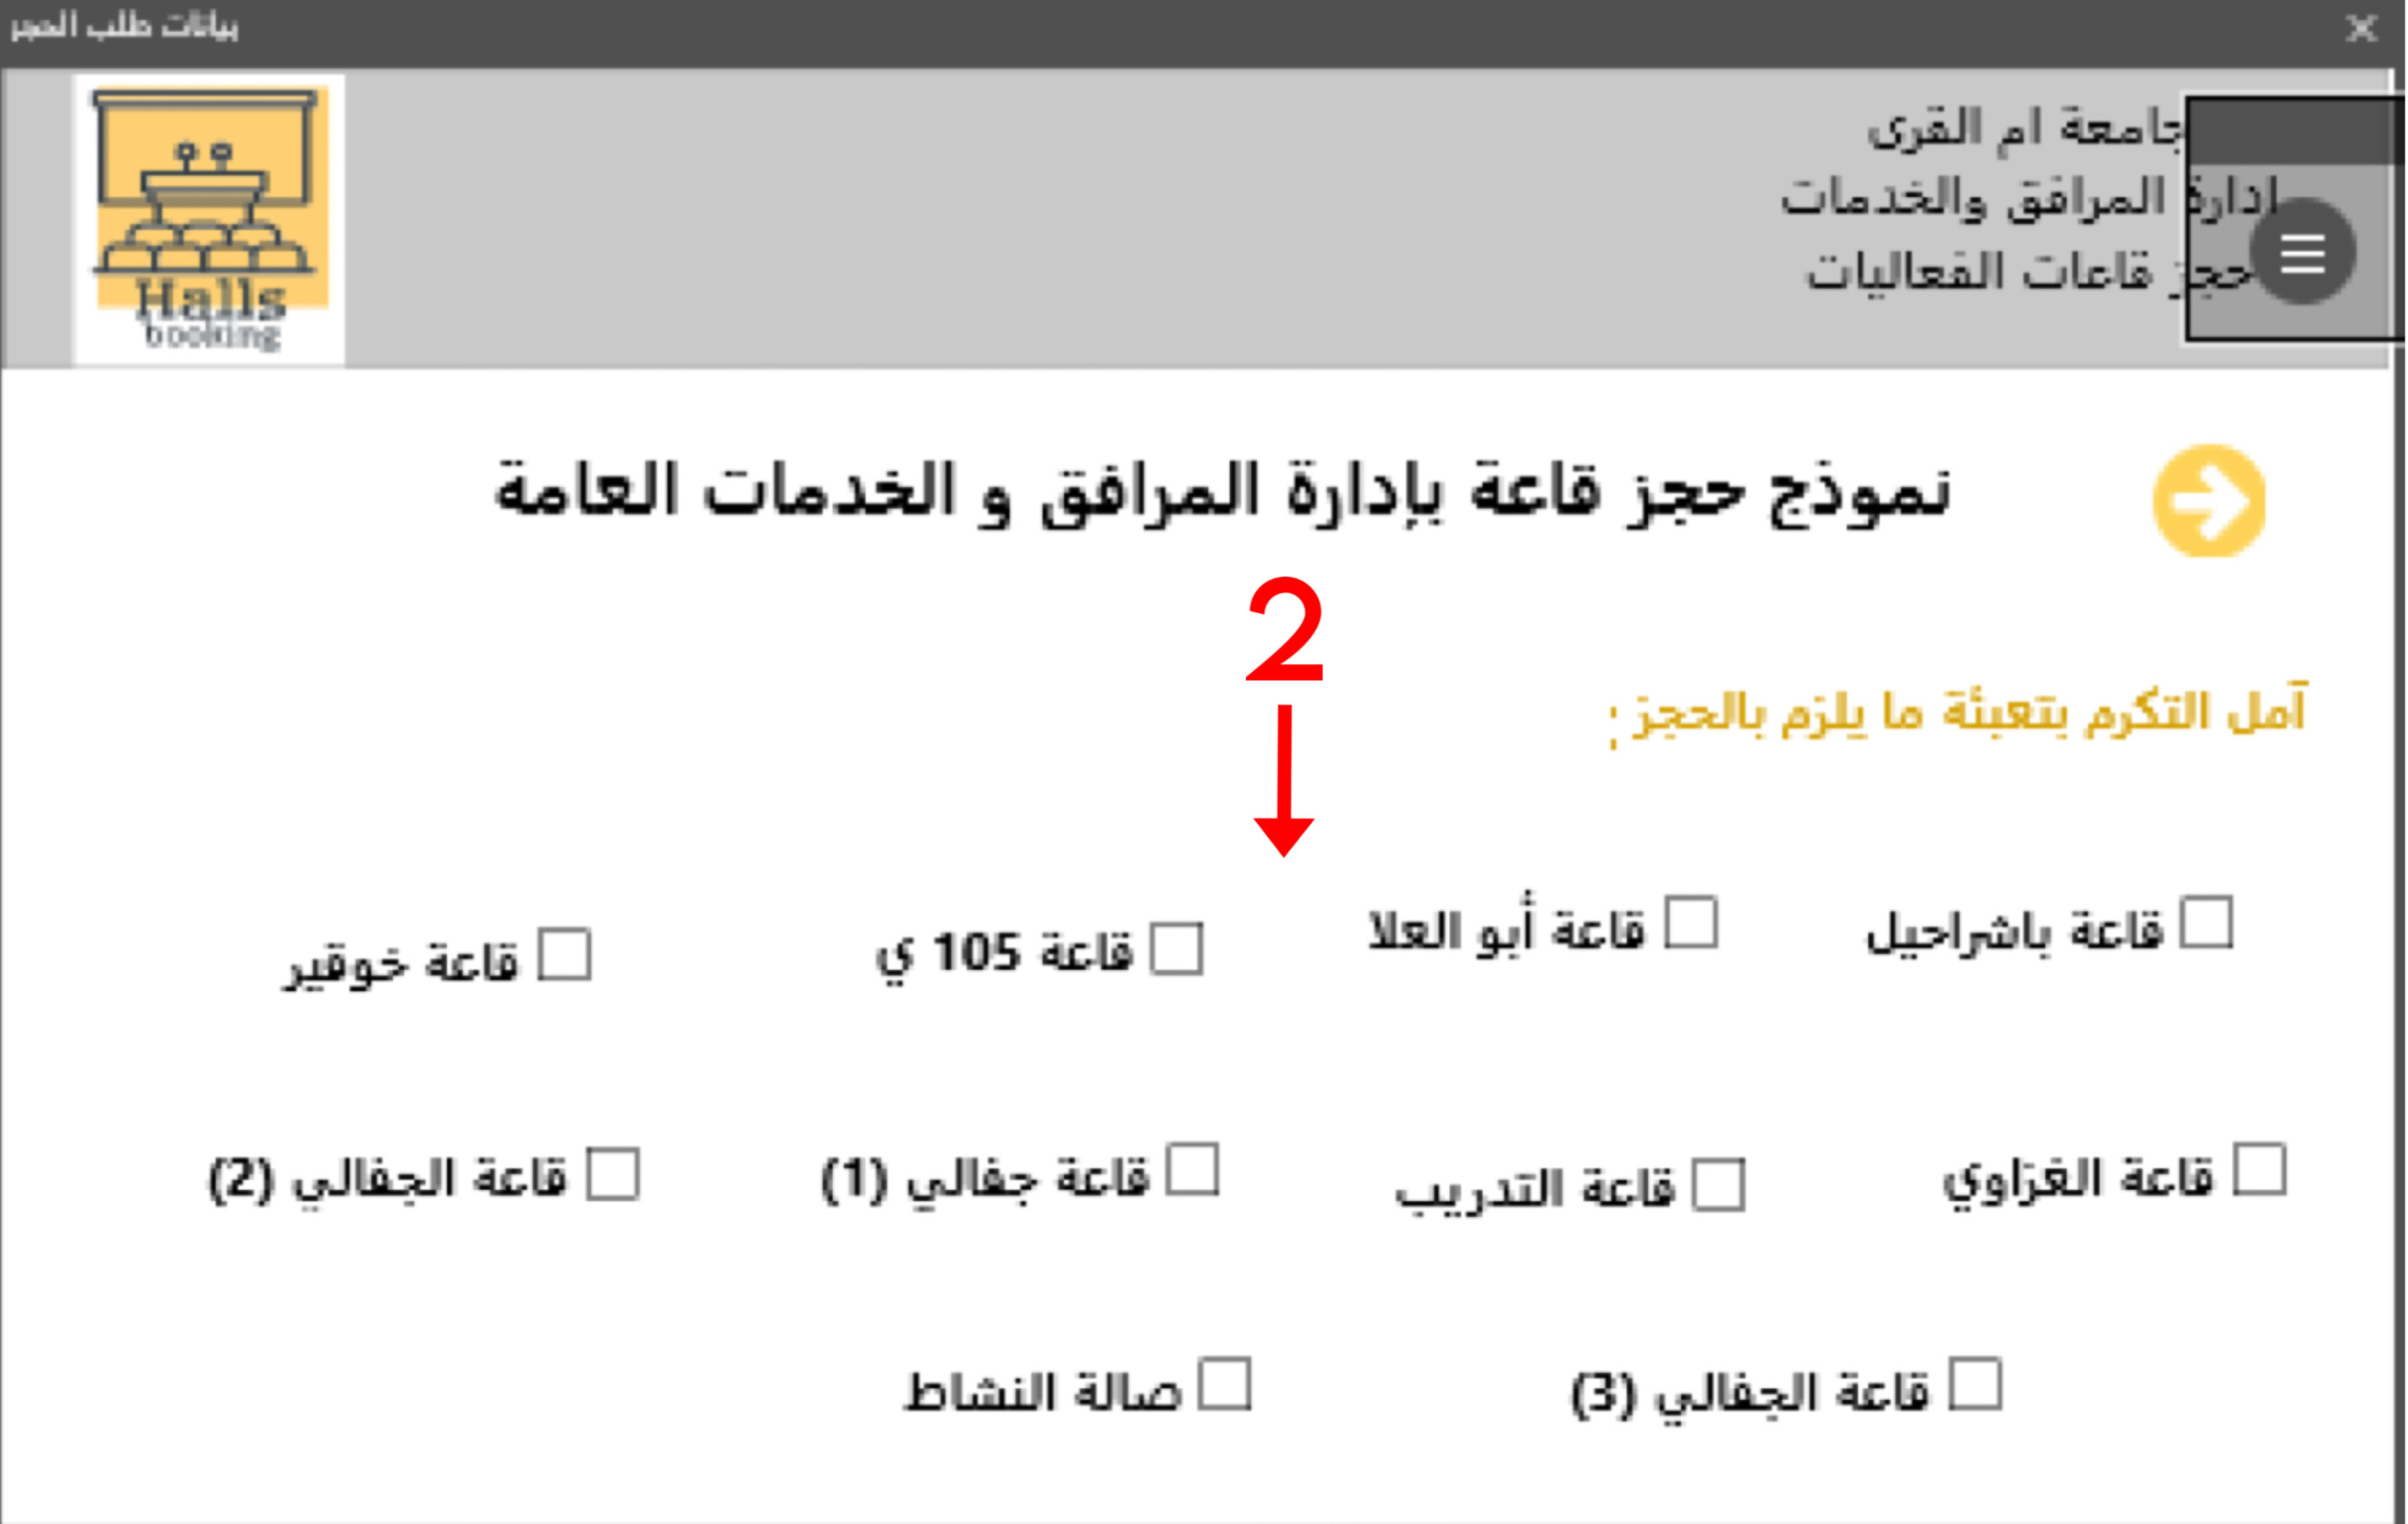 بيانات طلب الحجز
جامعة ام القرى
إدارة المرافق والخدمات
حجز قاعات الفعاليات
Halls
booking
نموذج حجز قاعة بإدارة المرافق و الخدمات العامة
2
آمل التكرم بتعبئة ما يلزم بالحجز :
قاعة باشراحيل
قاعة أبو العلا
قاعة 105 ي
قاعة خوقير
قاعة الغزاوي
قاعة التدريب
قاعة جفالي (1)
قاعة الجفالي (2)
قاعة الجفالي (3)
صالة النشاط